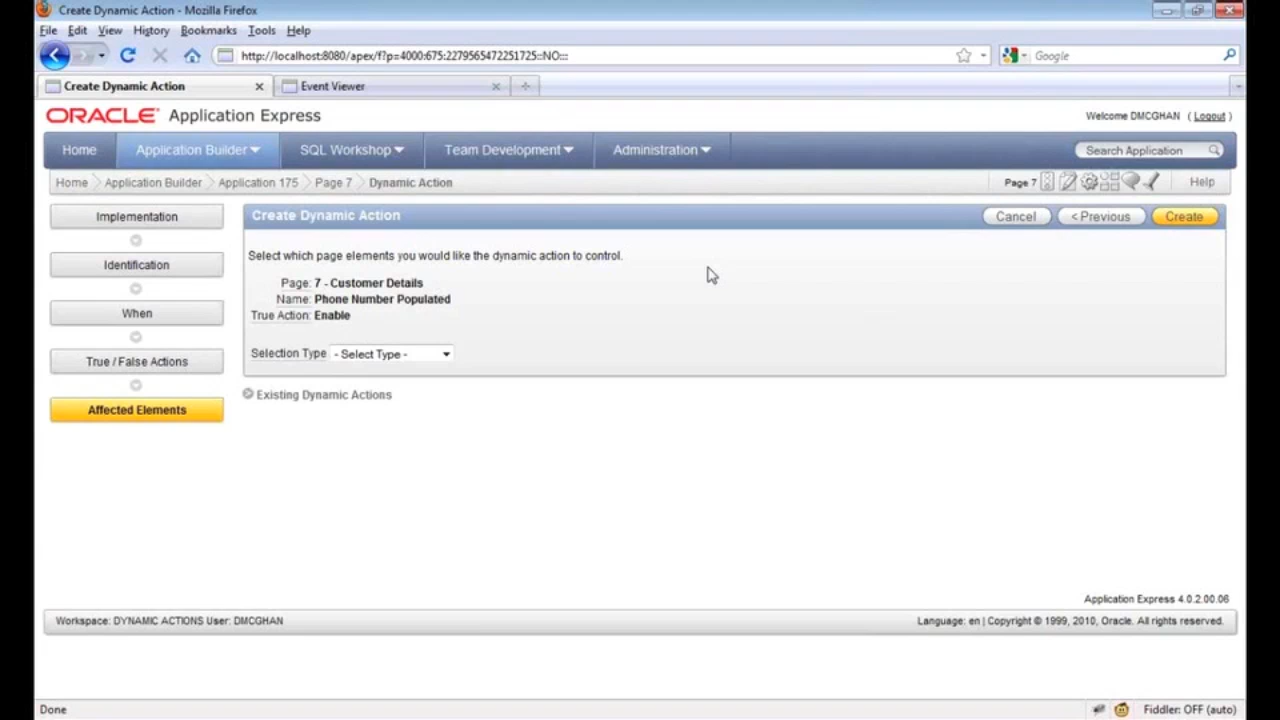 Create Dynamic Action - Mozilla Firefox
File Edit View History Bookmarks Tools Help
http://localhost:8080/apex/f?p=4000:675:2279565472251725::NO:::
Google
Create Dynamic Action
Event Viewer
ORACLE Application Express
Welcome DMCGHAN ( Logout )
Home Application Builder SQL Workshop Team Development Administration
Search Application
Home Application Builder Application 175 Page 7 Dynamic Action
Page 7
Help
Implementation
Identification
When
True / False Actions
Affected Elements
Create Dynamic Action
Cancel
< Previous
Create
Select which page elements you would like the dynamic action to control.
Page: 7 - Customer Details
Name: Phone Number Populated
True Action: Enable
Selection Type - Select Type -
Existing Dynamic Actions
Application Express 4.0.2.00.06
Workspace: DYNAMIC ACTIONS User: DMCGHAN
Language: en | Copyright © 1999, 2010, Oracle. All rights reserved.
Done
Fiddler: OFF (auto)